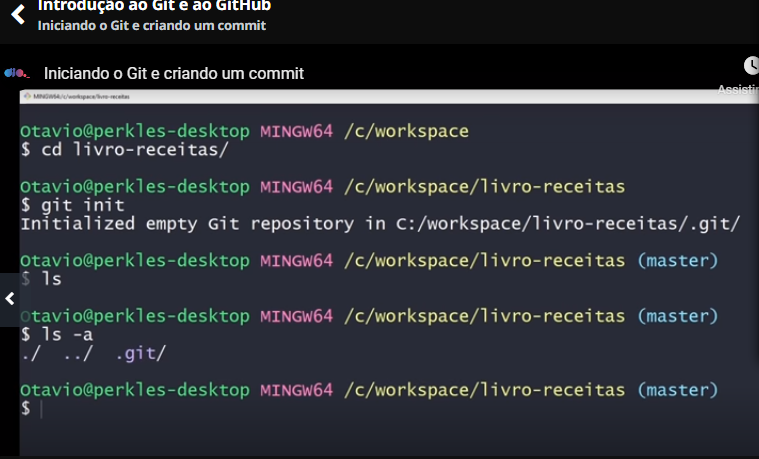 Introdução ao Git e ao GitHub
Iniciando o Git e criando um commit
dio. Iniciando o Git e criando um commit
Assistir
MINGW64:/c/workspace/livro-receitas
Otavio@perkles-desktop MINGW64 /c/workspace
$ cd livro-receitas/
Otavio@perkles-desktop MINGW64 /c/workspace/livro-receitas
$ git init
Initialized empty Git repository in C:/workspace/livro-receitas/.git/
Otavio@perkles-desktop MINGW64 /c/workspace/livro-receitas (master)
$ ls
Otavio@perkles-desktop MINGW64 /c/workspace/livro-receitas (master)
$ ls -a
./ ../ .git/
Otavio@perkles-desktop MINGW64 /c/workspace/livro-receitas (master)
$